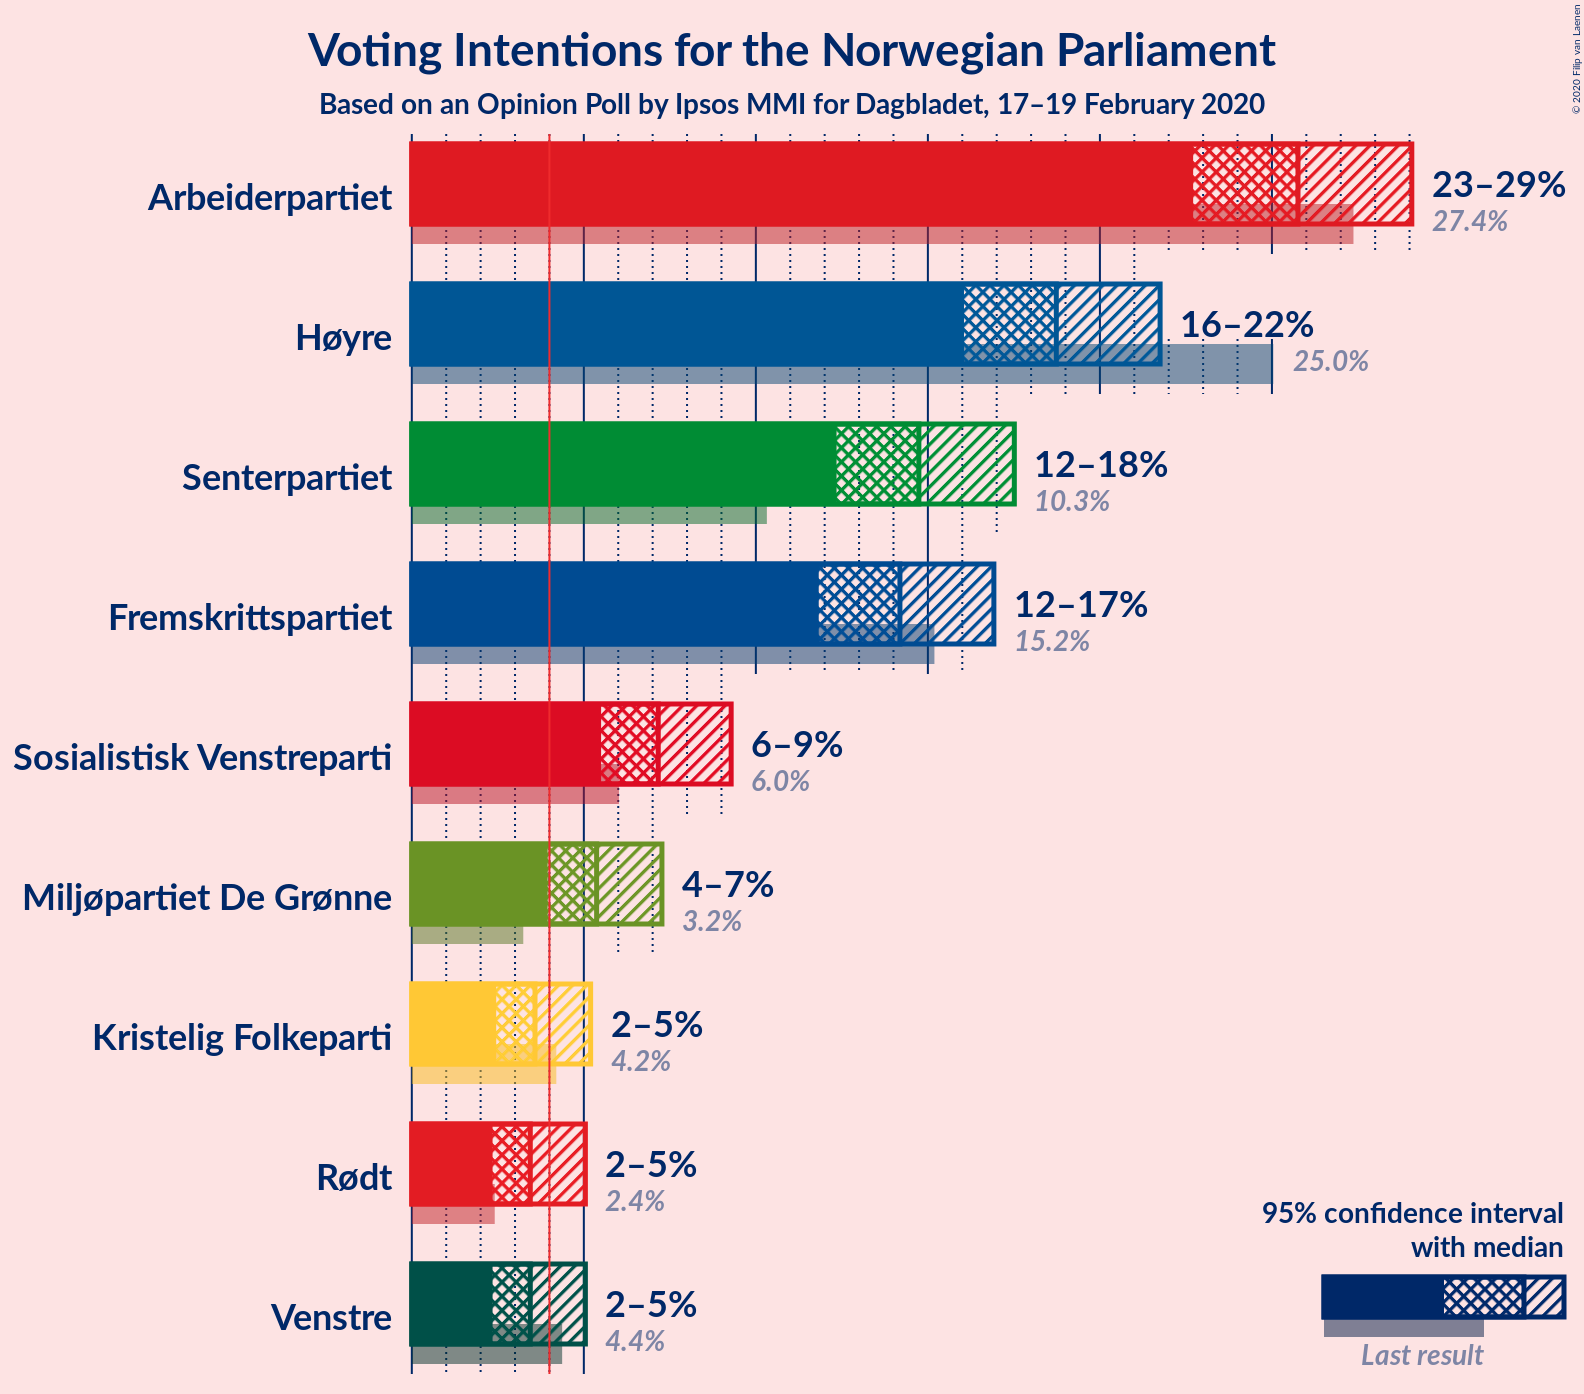 Voting Intentions for the Norwegian Parliament
Based on an Opinion Poll by Ipsos MMI for Dagbladet, 17–19 February 2020
© 2020 Filip van Laenen
Arbeiderpartiet
23–29%
27.4%
Høyre
16–22%
25.0%
Senterpartiet
12–18%
10.3%
Fremskrittspartiet
12–17%
15.2%
Sosialistisk Venstreparti
6–9%
6.0%
Miljøpartiet De Grønne
4–7%
3.2%
Kristelig Folkeparti
2–5%
4.2%
Rødt
2–5%
2.4%
Venstre
2–5%
4.4%
95% confidence interval
with median
Last result